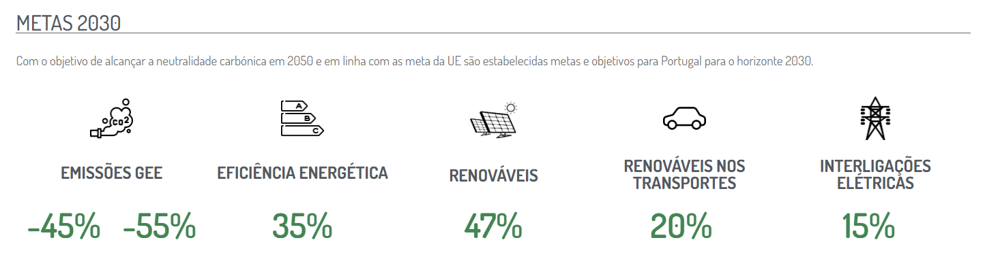 METAS 2030
Com o objetivo de alcançar a neutralidade carbónica em 2050 e em linha com as meta da UE são estabelecidas metas e objetivos para Portugal para o horizonte 2030.
CO2
A
B
C
EMISSÕES GEE
EFICIÊNCIA ENERGÉTICA
RENOVÁVEIS
RENOVÁVEIS NOS
TRANSPORTES
INTERLIGAÇÕES
ELÉTRICAS
-45% -55%
35%
47%
20%
15%